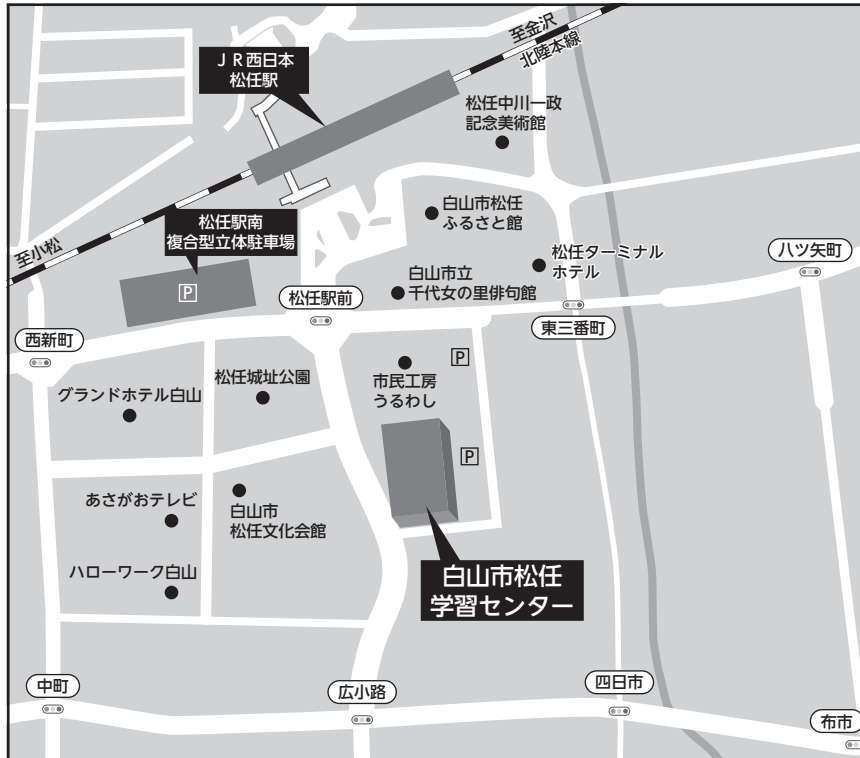 至金沢
北陸本線
JR西日本
松任駅
松任中川一政
記念美術館
白山市松任
ふるさと館
松任駅南
複合型立体駐車場
至小松
松任ターミナル
ホテル
八ツ矢町
白山市立
千代女の里俳句館
P
松任駅前
東三番町
西新町
市民工房
うるわし
P
松任城址公園
グランドホテル白山
P
あさがおテレビ
白山市
松任文化会館
ハローワーク白山
白山市松任
学習センター
中町
広小路
四日市
布市